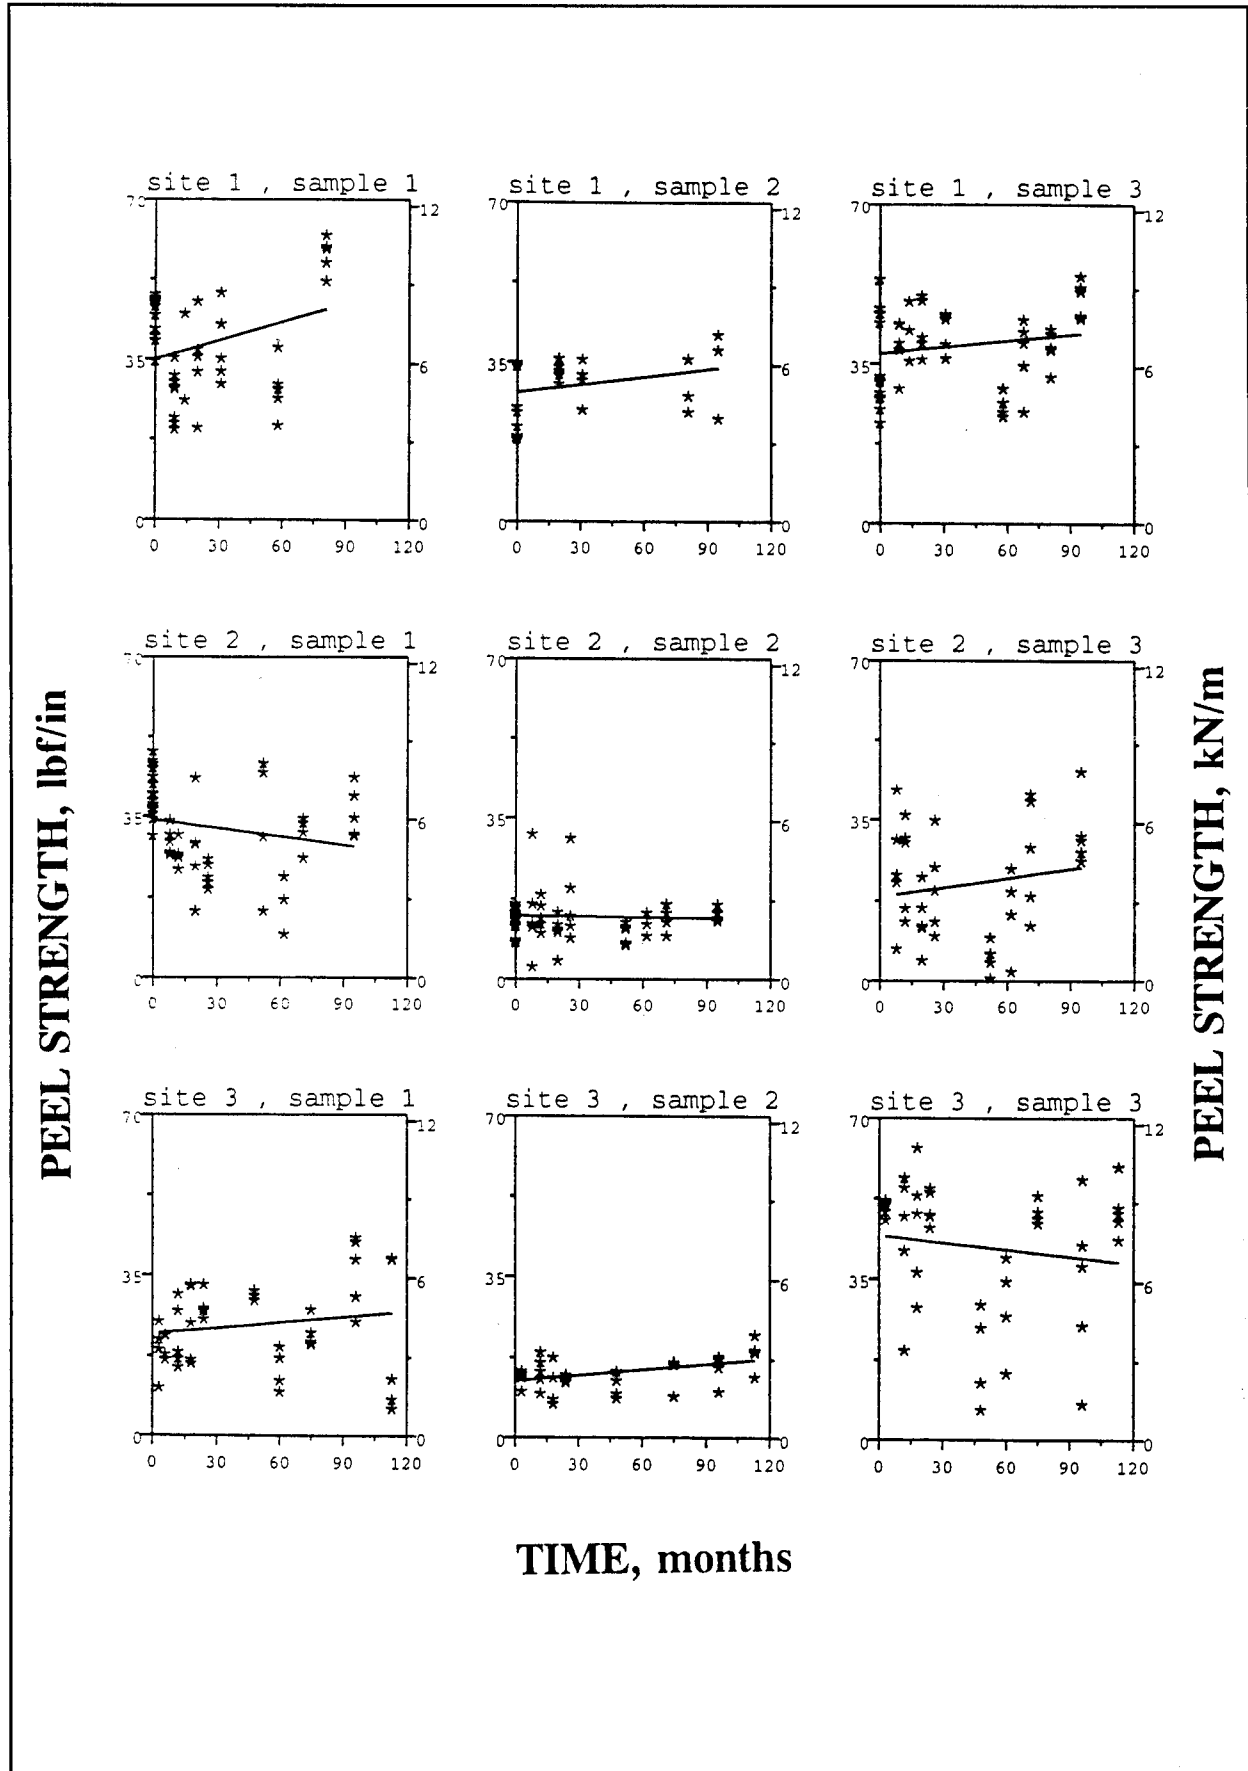 site 1 , sample 1
70
35
0
12
6
0
0 30 60 90 120
site 1 , sample 2
70
35
0
12
6
0
0 30 60 90 120
site 1 , sample 3
70
35
0
12
6
0
0 30 60 90 120
PEEL STRENGTH, lbf/in
site 2 , sample 1
70
35
0
12
6
0
0 30 60 90 120
site 2 , sample 2
70
35
0
12
6
0
0 30 60 90 120
site 2 , sample 3
70
35
0
12
6
0
0 30 60 90 120
PEEL STRENGTH, kN/m
site 3 , sample 1
70
35
0
12
6
0
0 30 60 90 120
site 3 , sample 2
70
35
0
12
6
0
0 30 60 90 120
site 3 , sample 3
70
35
0
12
6
0
0 30 60 90 120
TIME, months